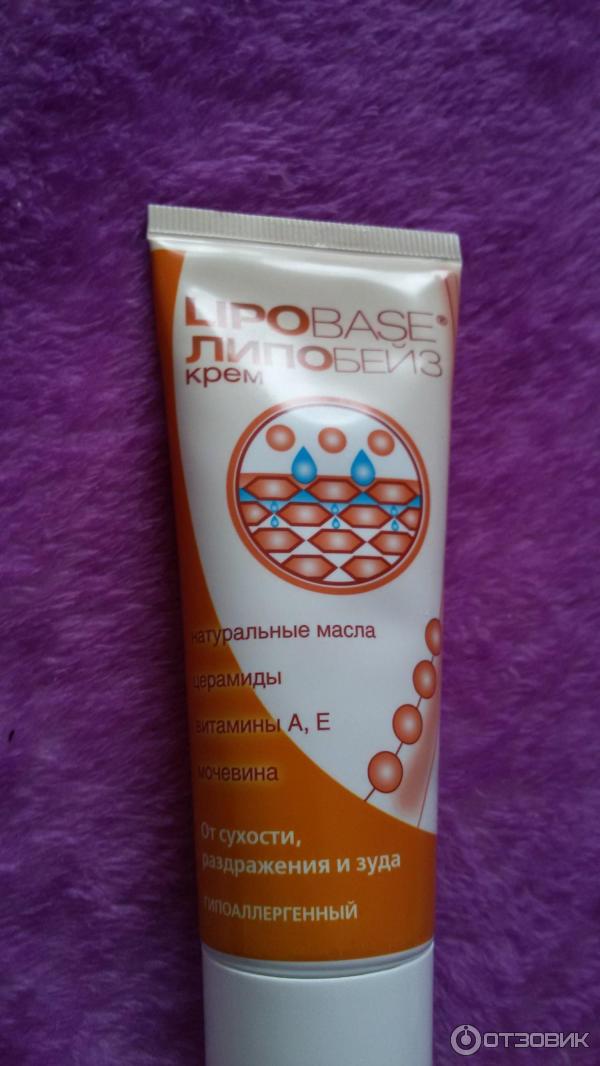 LIPOBASE®
ЛИПОБЕЙЗ
крем
натуральные масла
церамиды
витамины А, Е
мочевина
От сухости,
раздражения и зуда
ГИПОАЛЛЕРГЕННЫЙ
ОТЗОВИК